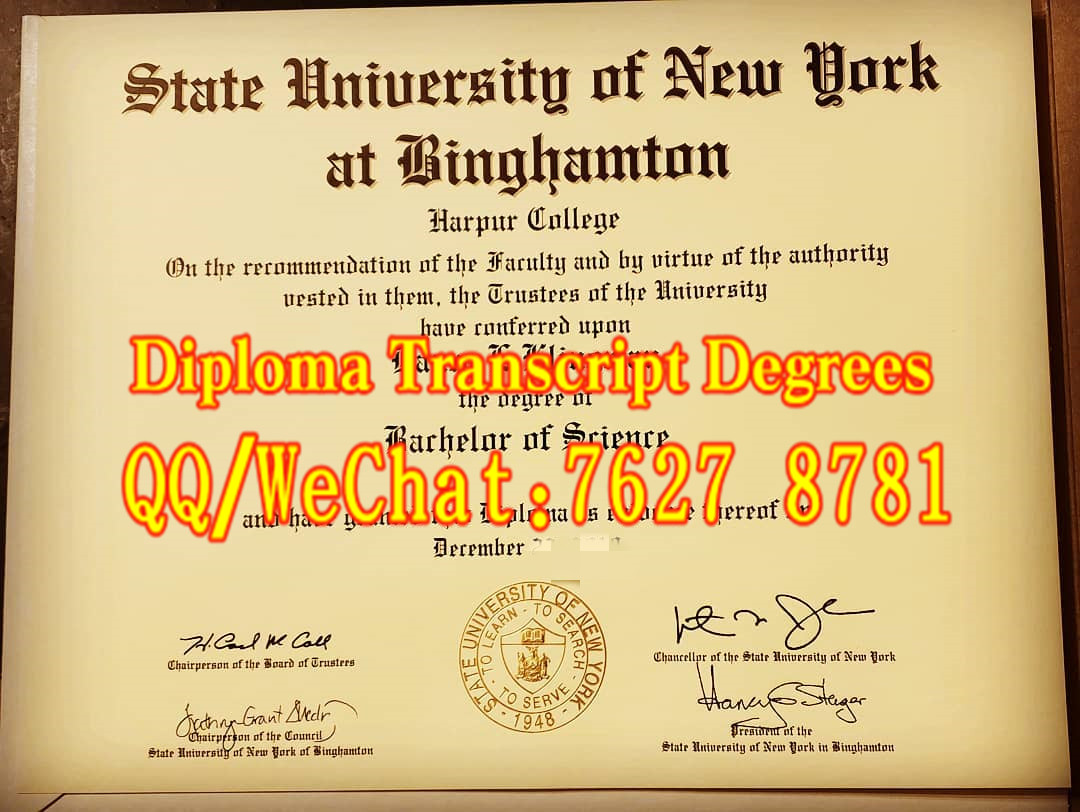 State University of New York
at Binghamton
Harpur College
On the recommendation of the Faculty and by virtue of the authority
vested in them, the Trustees of the University
have conferred upon
Diploma Transcript Degrees
the degree of
Bachelor of Science
QQ/WeChat:7627 8781
December
STATE UNIVERSITY OF NEW YORK
TO LEARN - TO SEARCH
- TO SERVE -
- 1948 -
Chairperson of the Board of Trustees
Chancellor of the State University of New York
Chairperson of the Council
State University of New York of Binghamton
President of the
State University of New York in Binghamton